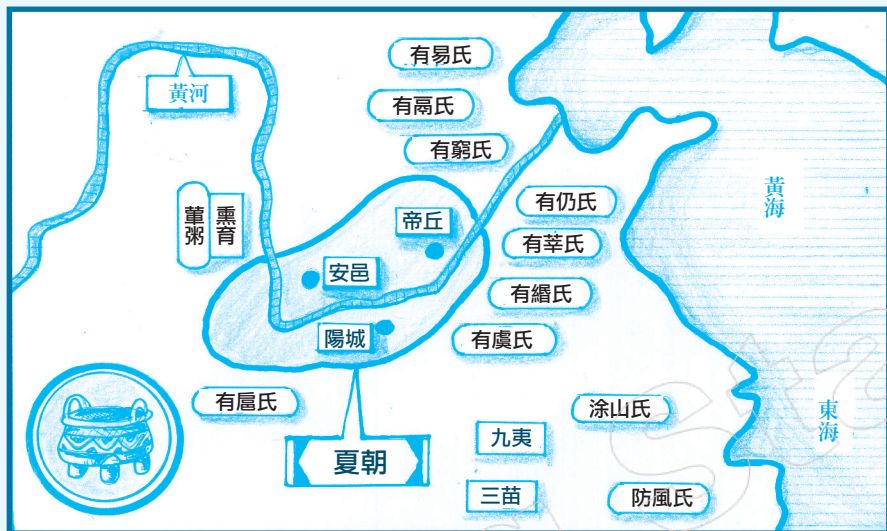 有易氏
黃河
有鬲氏
有窮氏
葷粥
熏育
有仍氏
黃海
帝丘
有莘氏
安邑
有緡氏
陽城
有虞氏
有扈氏
涂山氏
東海
九夷
夏朝
三苗
防風氏